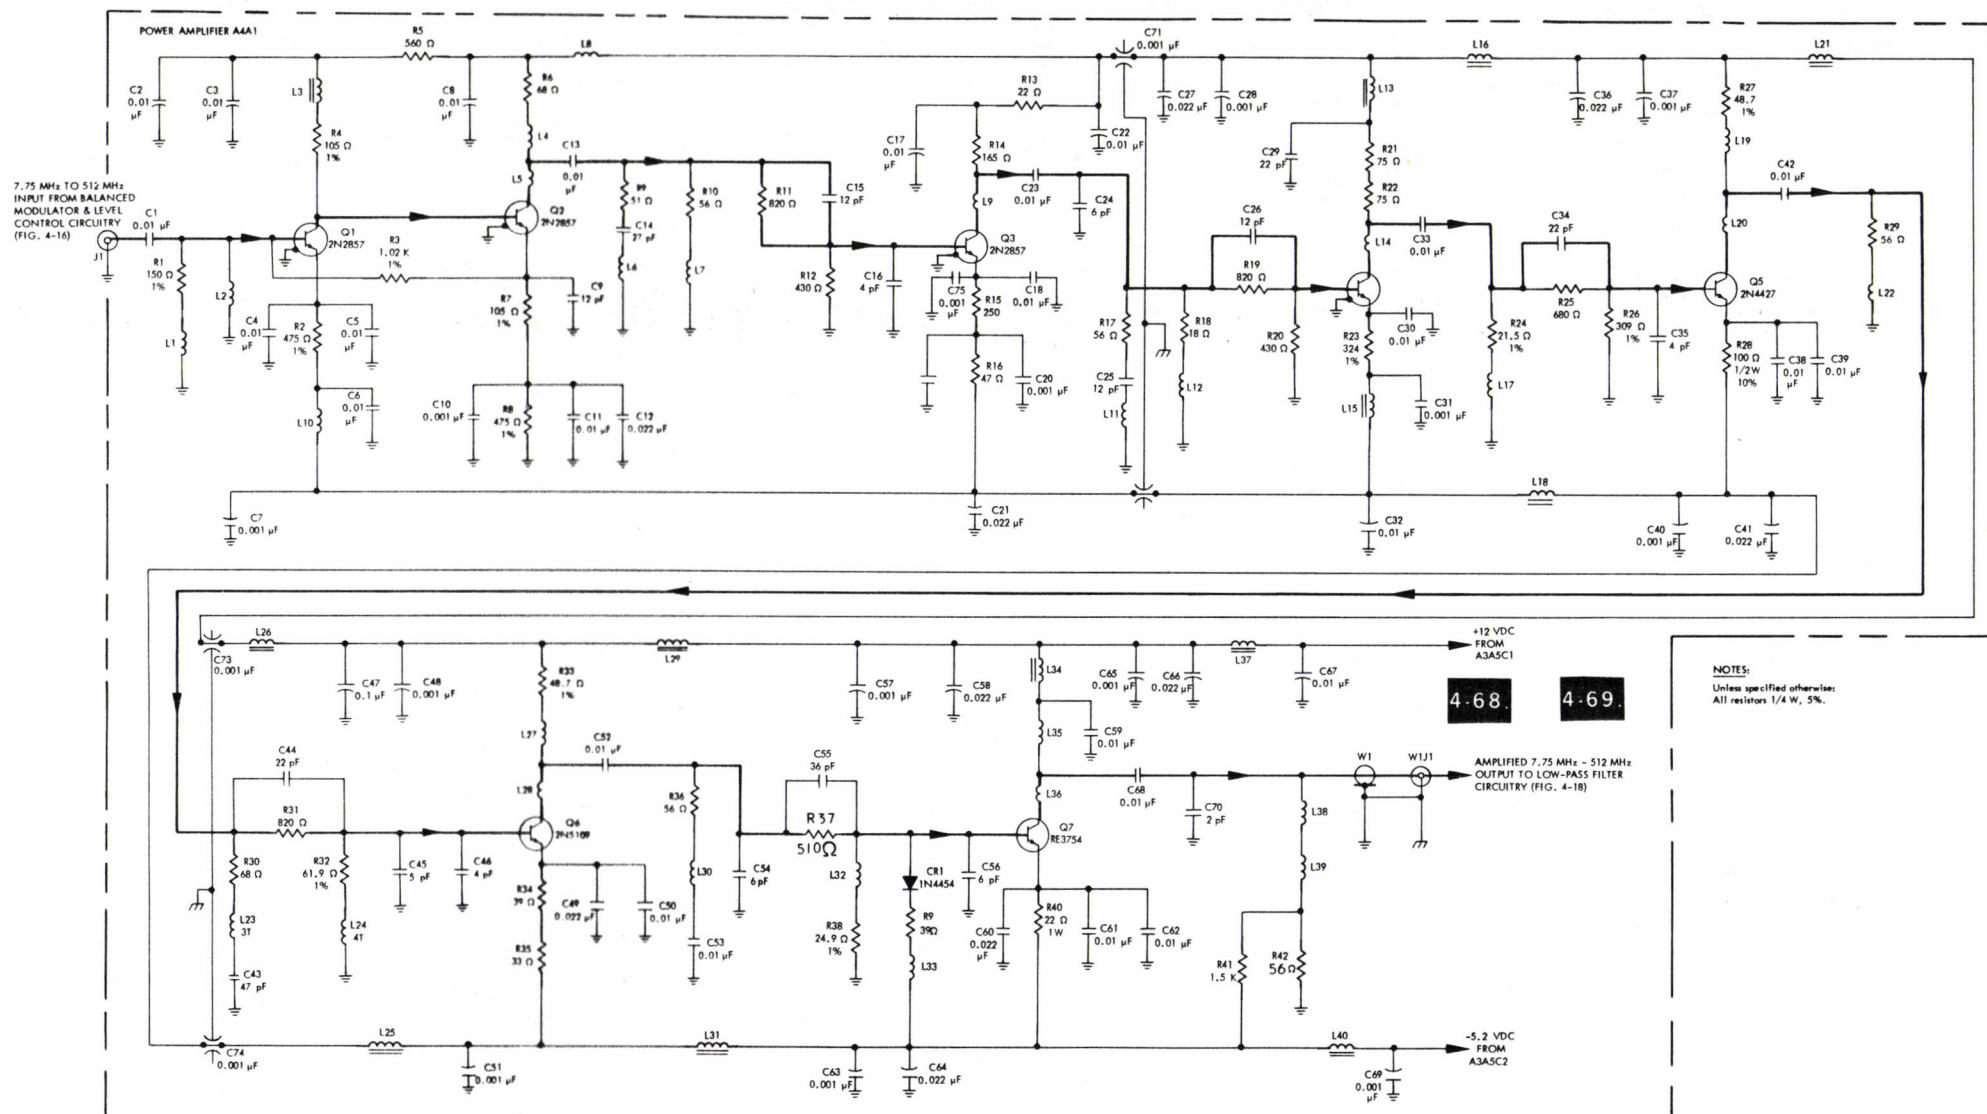 POWER AMPLIFIER A4A1
R5
560 Ω
L8
C71
0.001 µF
L16
L21
C2
0.01
µF
C3
0.01
µF
L3
R4
105 Ω
1%
C8
0.01
µF
R6
68 Ω
L4
L5
C13
0.01
µF
R13
22 Ω
C17
0.01
µF
R14
165 Ω
C22
0.01 µF
C27
0.022 µF
C28
0.001 µF
L13
C29
22 pF
R21
75 Ω
R22
75 Ω
C36
0.022 µF
C37
0.001 µF
R27
48.7
1%
L19
7.75 MHz TO 512 MHz
INPUT FROM BALANCED
MODULATOR & LEVEL
CONTROL CIRCUITRY
(FIG. 4-16)
J1
C1
0.01 µF
Q1
2N2857
Q2
2N2857
R3
1.02 K
1%
R9
51 Ω
C14
27 pF
R10
56 Ω
R11
820 Ω
C15
12 pF
L9
C23
0.01 µF
C24
6 pF
Q3
2N2857
C26
12 pF
R19
820 Ω
L14
C33
0.01 µF
C34
22 pF
R25
680 Ω
L20
C42
0.01 µF
Q5
2N4427
R29
56 Ω
L22
R1
150 Ω
1%
L1
L2
C4
0.01
µF
R2
475 Ω
1%
C5
0.01
µF
C6
0.01
µF
L10
R7
105 Ω
1%
C9
12 pF
L6
L7
R12
430 Ω
C16
4 pF
C75
0.001
µF
R15
250
C18
0.01 µF
R16
47 Ω
C20
0.001 µF
R17
56 Ω
C25
12 pF
L11
R18
18 Ω
L12
R20
430 Ω
R23
324
1%
C30
0.01 µF
L15
C31
0.001 µF
R24
21.5 Ω
1%
L17
R26
309 Ω
1%
C35
4 pF
R28
100 Ω
1/2W
10%
C38
0.01
µF
C39
0.01 µF
C10
0.001 µF
R8
475 Ω
1%
C11
0.01 µF
C12
0.022 µF
C7
0.001 µF
C21
0.022 µF
C32
0.01 µF
L18
C40
0.001
µF
C41
0.022 µF
C73
0.001 µF
L26
C47
0.1 µF
C48
0.001 µF
R33
48.7 Ω
1%
L27
L29
C57
0.001 µF
C58
0.022 µF
L34
L35
C59
0.01 µF
C65
0.001
µF
C66
0.022
µF
L37
C67
0.01 µF
+12 VDC
FROM
A3A5C1
4-68.
4-69.
NOTES:
Unless specified otherwise:
All resistors 1/4 W, 5%.
C44
22 pF
R31
820 Ω
L28
C52
0.01 µF
Q6
2N5109
R36
56 Ω
C55
36 pF
R37
510Ω
L36
C68
0.01 µF
Q7
RE3754
C70
2 pF
L38
L39
W1
W1J1
AMPLIFIED 7.75 MHz - 512 MHz
OUTPUT TO LOW-PASS FILTER
CIRCUITRY (FIG. 4-18)
R30
68 Ω
L23
3T
C43
47 pF
R32
61.9 Ω
1%
L24
4T
C45
5 pF
C46
4 pF
R34
39 Ω
R35
33 Ω
C49
0.022 µF
C50
0.01 µF
L30
C53
0.01 µF
C54
6 pF
L32
R38
24.9 Ω
1%
CR1
1N4454
R9
39Ω
L33
C56
6 pF
C60
0.022
µF
R40
22 Ω
1W
C61
0.01 µF
C62
0.01 µF
R41
1.5 K
R42
56Ω
C74
0.001 µF
L25
C51
0.001 µF
L31
C63
0.001 µF
C64
0.022 µF
L40
C69
0.001
µF
-5.2 VDC
FROM
A3A5C2